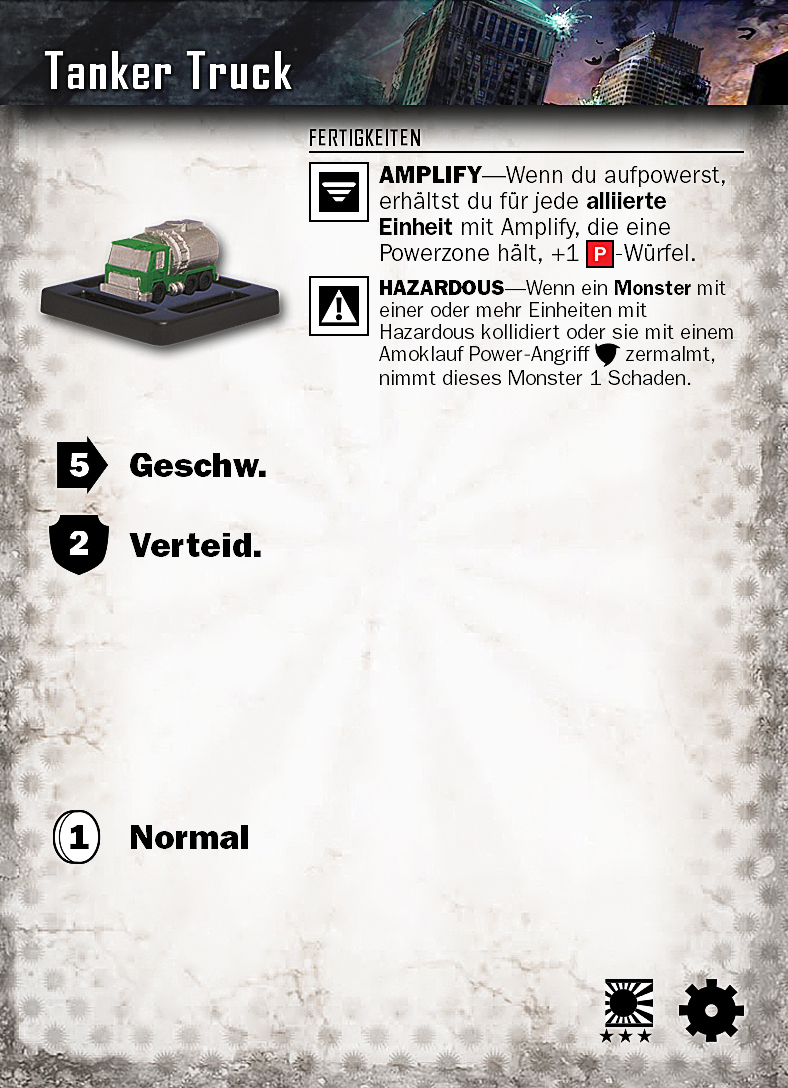 Tanker Truck
FERTIGKEITEN
AMPLIFY—Wenn du aufpowerst,
erhältst du für jede alliierte
Einheit mit Amplify, die eine
Powerzone hält, +1 P-Würfel.
HAZARDOUS—Wenn ein Monster mit
einer oder mehr Einheiten mit
Hazardous kollidiert oder sie mit einem
Amoklauf Power-Angriff zermalmt,
nimmt dieses Monster 1 Schaden.
5 Geschw.
2 Verteid.
1 Normal